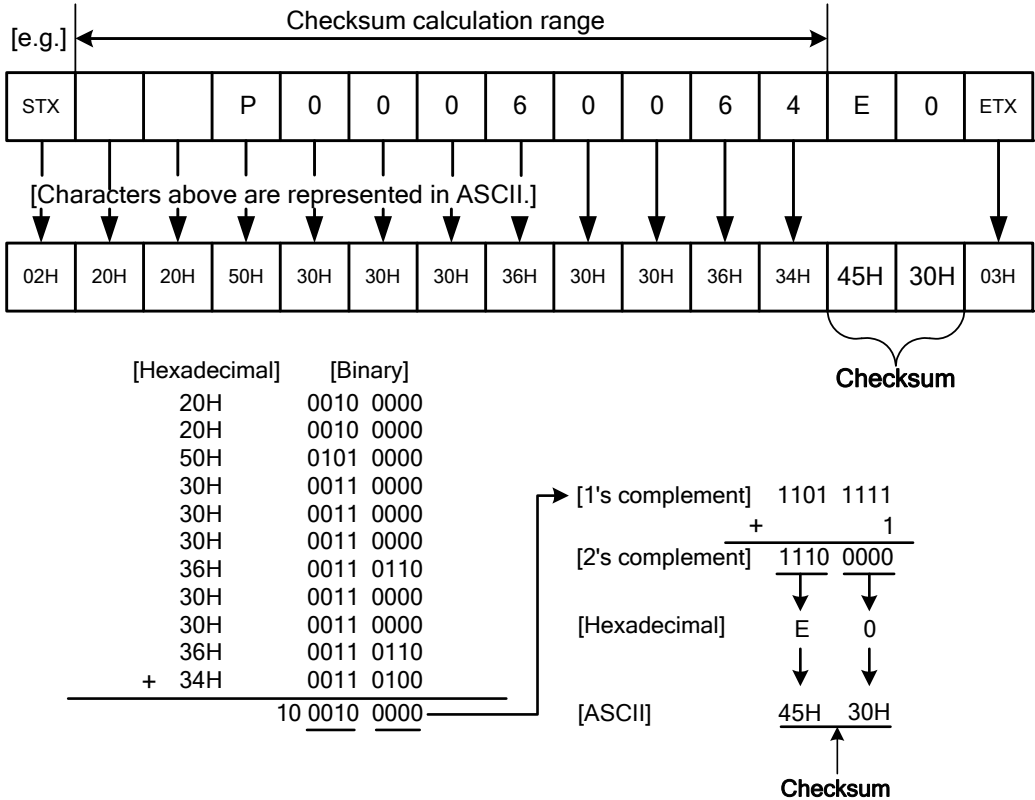 Checksum calculation range
[e.g.]
STX P 0 0 0 6 0 0 6 4 E 0 ETX
[Characters above are represented in ASCII.]
02H 20H 20H 50H 30H 30H 30H 36H 30H 30H 36H 34H 45H 30H 03H
Checksum
[Hexadecimal] [Binary]
20H 0010 0000
20H 0010 0000
50H 0101 0000
30H 0011 0000
30H 0011 0000
30H 0011 0000
36H 0011 0110
30H 0011 0000
30H 0011 0000
36H 0011 0110
+ 34H 0011 0100
10 0010 0000
[1's complement] 1101 1111
+ 1
[2's complement] 1110 0000
[Hexadecimal] E 0
[ASCII] 45H 30H
Checksum